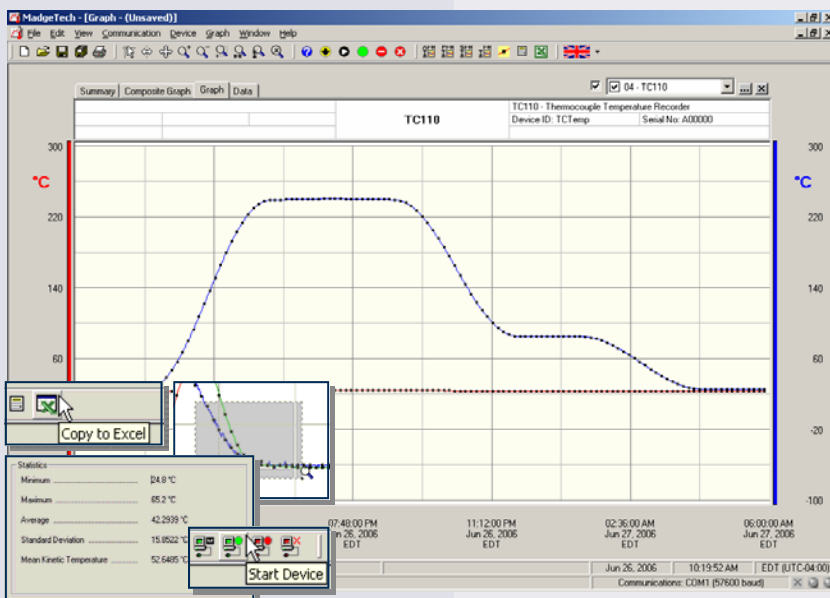 MadgeTech - [Graph - (Unsaved)]
File Edit View Communication Device Graph Window Help
Summary Composite Graph Graph Data 04 - TC110
TC110 - Thermocouple Temperature Recorder
TC110 Device ID: TCTemp Serial No: A00000
300 300
°C °C
220 220
140 140
60 60
Copy to Excel
-20
-100
Statistics
Minimum 24.8 °C
Maximum 65.2 °C
Average 42.2939 °C
Standard Deviation 15.8522 °C
Mean Kinetic Temperature 52.6485 °C
Start Device
07:48:00 PM 11:12:00 PM 02:36:00 AM 06:00:00 AM
Jun 26, 2006 Jun 27, 2006 Jun 27, 2006
n 26, 2006
EDT EDT EDT EDT
Jun 26, 2006 10:19:52 AM EDT (UTC-04:00)
Communications: COM1 (57600 baud)